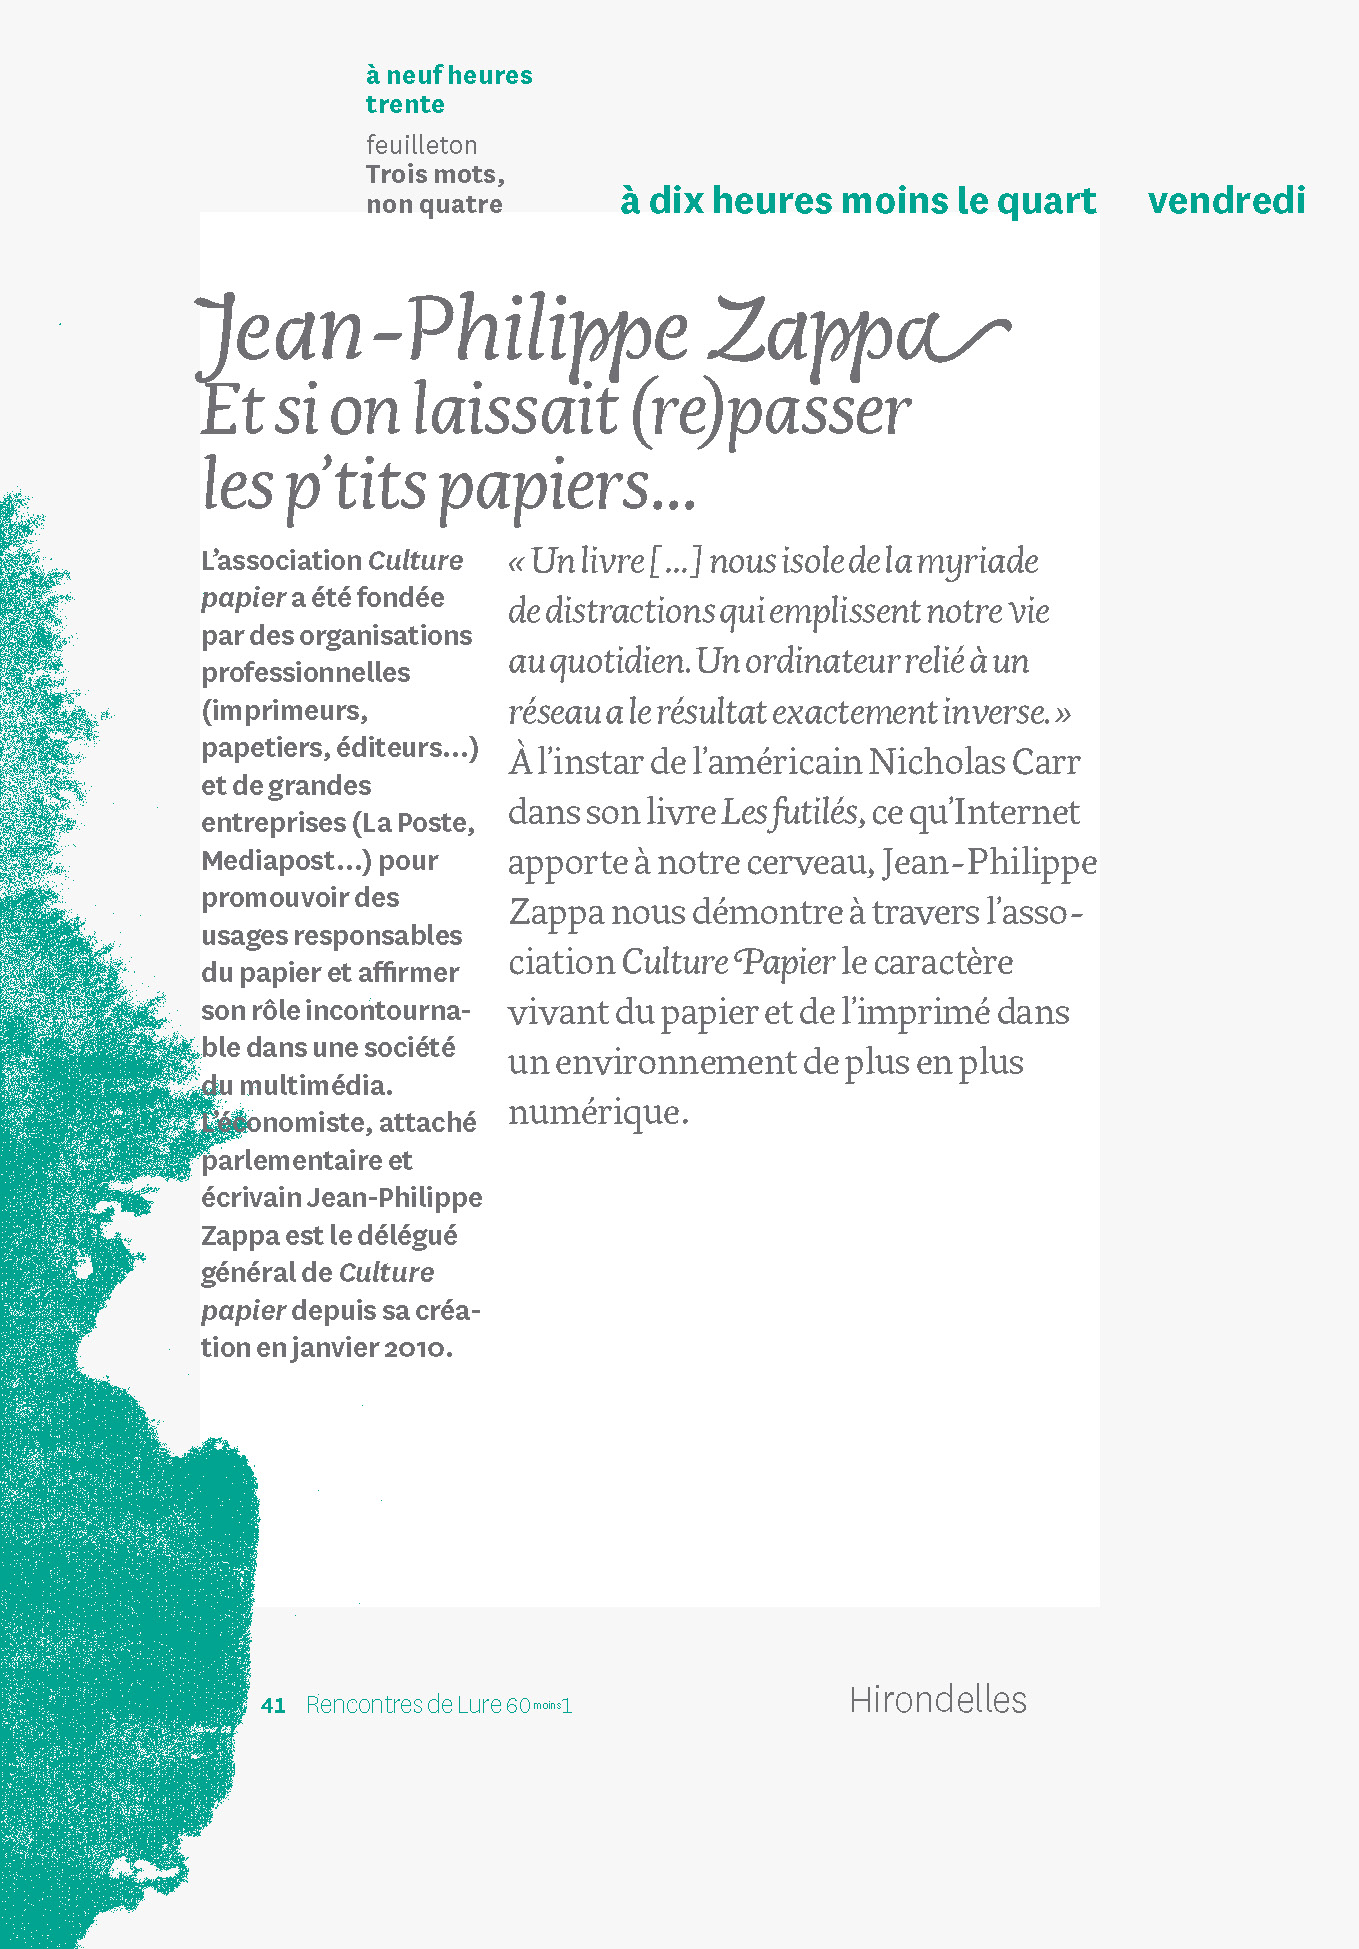 à neuf heures
trente
feuilleton
Trois mots,
non quatre
à dix heures moins le quart
vendredi
Jean-Philippe Zappa
Et si on laissait (re)passer
les p’tits papiers…
L’association Culture
papier a été fondée
par des organisations
professionnelles
(imprimeurs,
papetiers, éditeurs…)
et de grandes
entreprises (La Poste,
Mediapost…) pour
promouvoir des
usages responsables
du papier et affirmer
son rôle incontourna-
ble dans une société
du multimédia.
L’économiste, attaché
parlementaire et
écrivain Jean-Philippe
Zappa est le délégué
général de Culture
papier depuis sa créa-
tion en janvier 2010.
« Un livre […] nous isole de la myriade
de distractions qui emplissent notre vie
au quotidien. Un ordinateur relié à un
réseau a le résultat exactement inverse. »
À l’instar de l’américain Nicholas Carr
dans son livre Les futilés, ce qu’Internet
apporte à notre cerveau, Jean-Philippe
Zappa nous démontre à travers l’asso-
ciation Culture Papier le caractère
vivant du papier et de l’imprimé dans
un environnement de plus en plus
numérique.
41 Rencontres de Lure 60 moins 1
Hirondelles